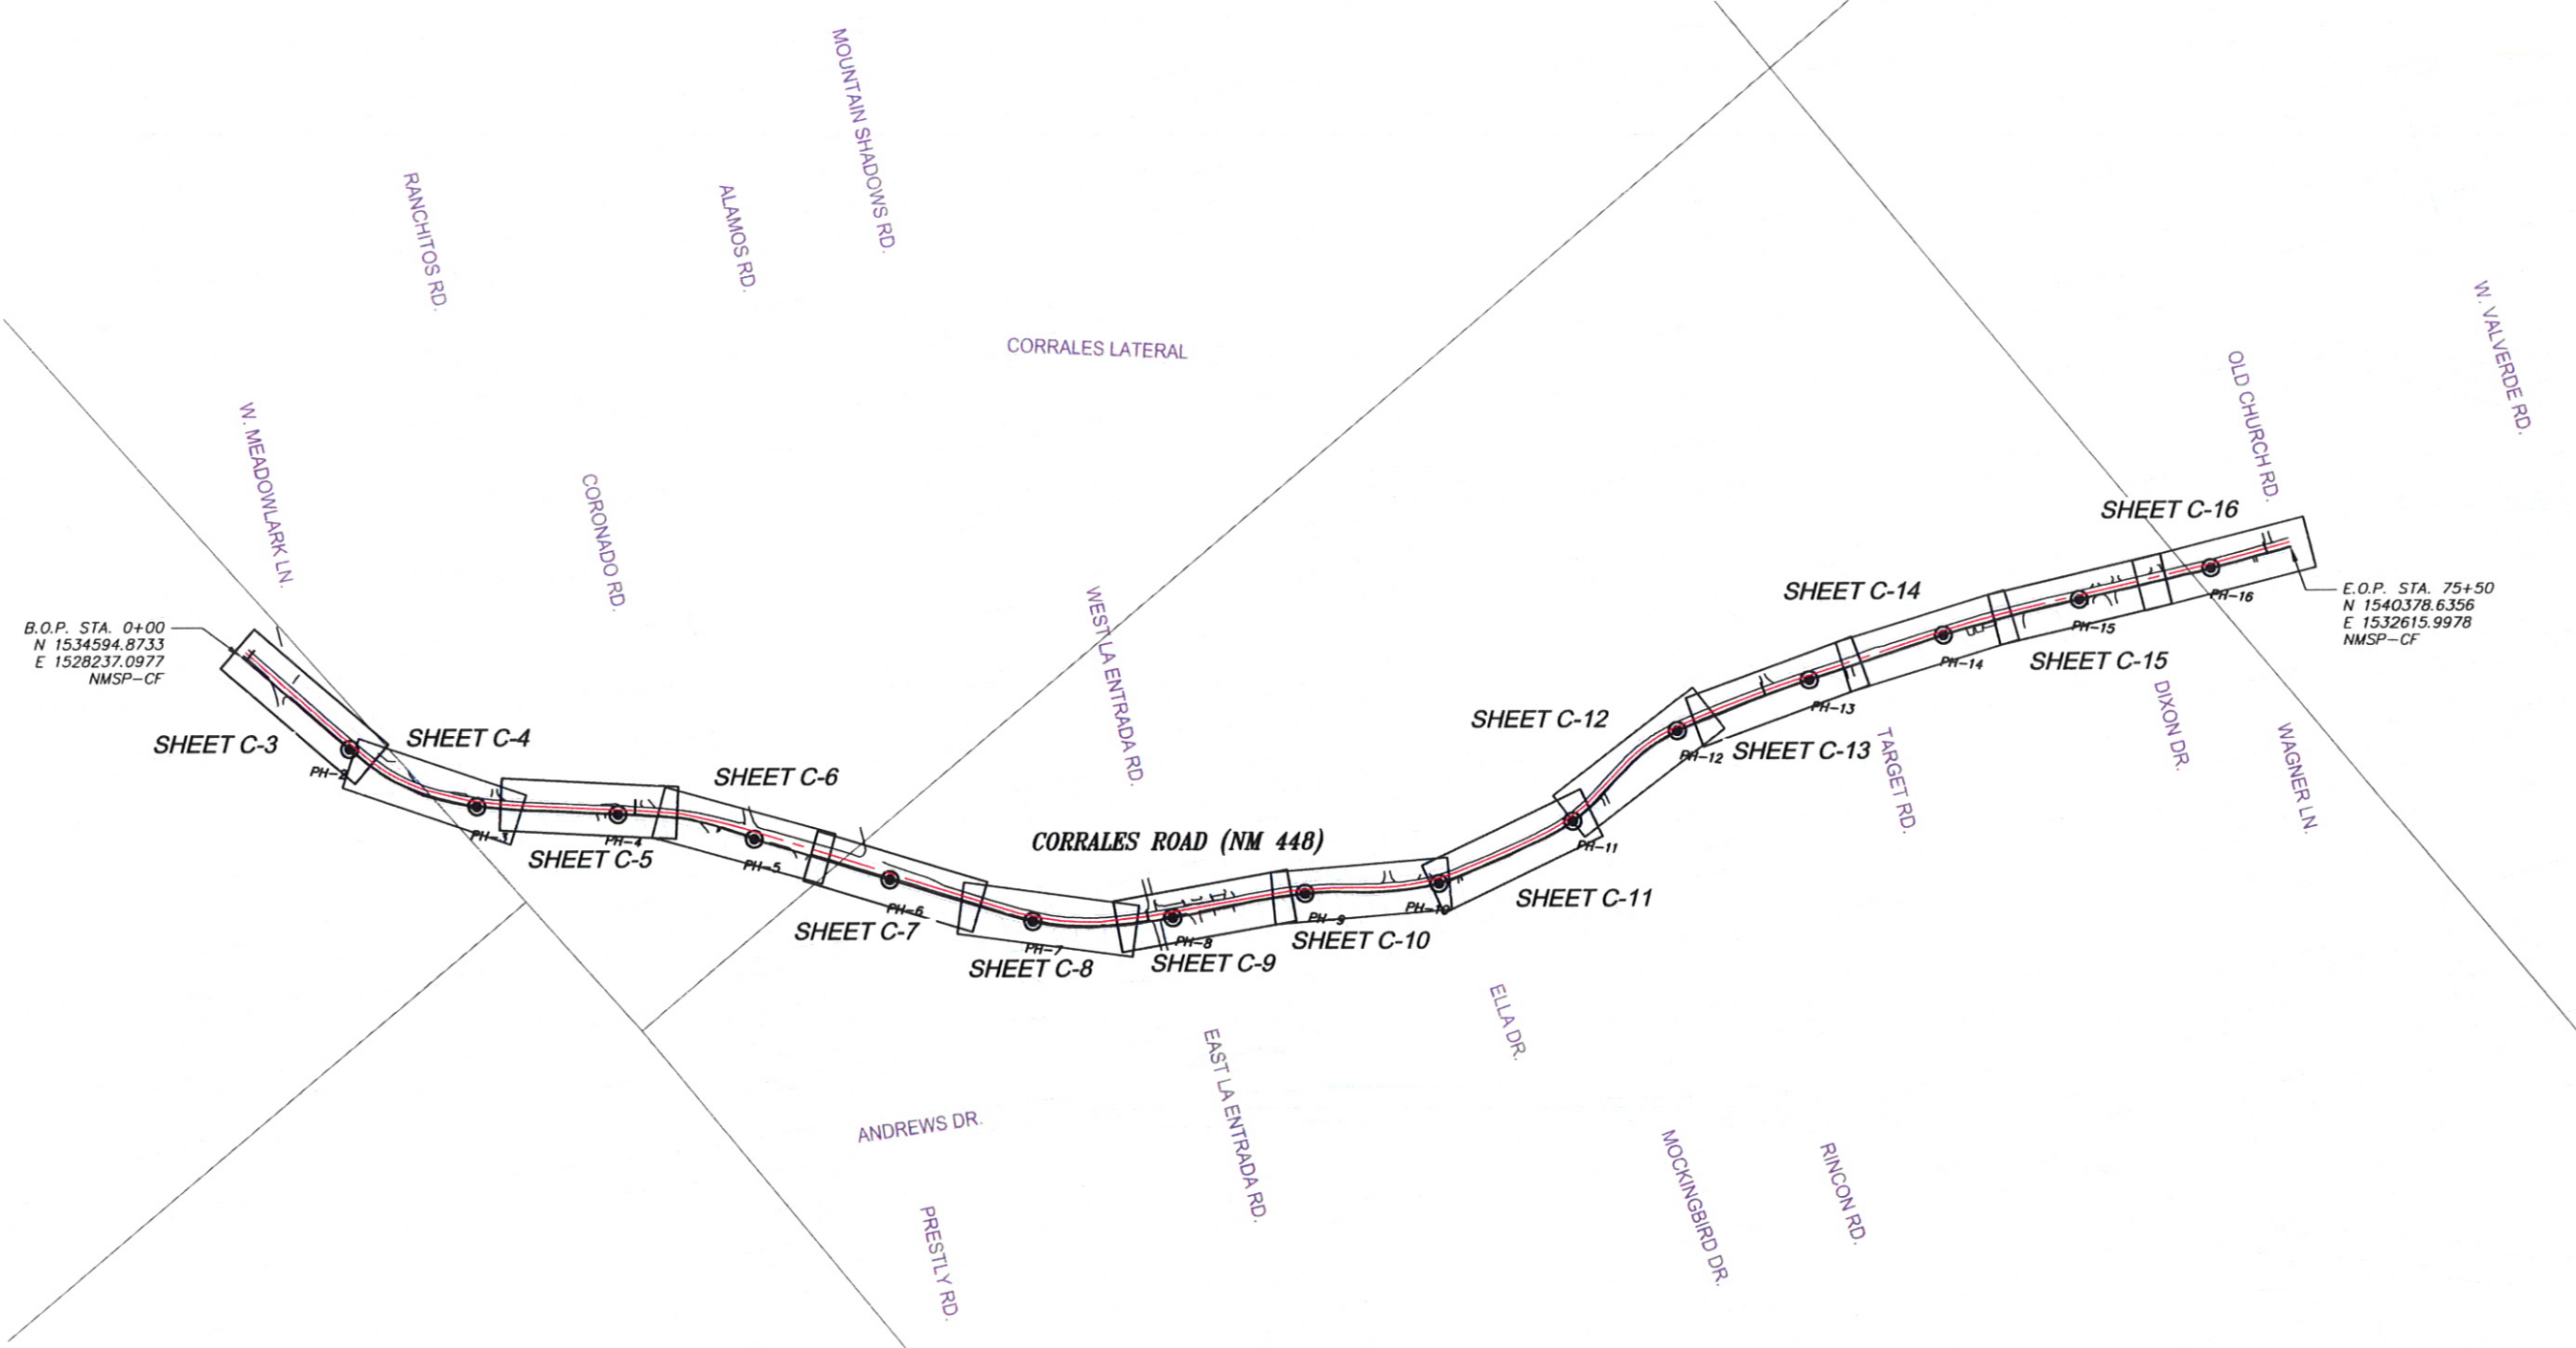 MOUNTAIN SHADOWS RD.
RANCHITOS RD.
ALAMOS RD.
CORRALES LATERAL
W. VALVERDE RD.
OLD CHURCH RD.
W. MEADOWLARK LN.
CORONADO RD.
WEST LA ENTRADA RD.
B.O.P. STA. 0+00
N 1534594.8733
E 1528237.0977
NMSP-CF
E.O.P. STA. 75+50
N 1540378.6356
E 1532615.9978
NMSP-CF
SHEET C-3
SHEET C-4
SHEET C-5
SHEET C-6
SHEET C-7
SHEET C-8
SHEET C-9
SHEET C-10
SHEET C-11
SHEET C-12
SHEET C-13
SHEET C-14
SHEET C-15
SHEET C-16
PH-2
PH-3
PH-4
PH-5
PH-6
PH-7
PH-8
PH-9
PH-10
PH-11
PH-12
PH-13
PH-14
PH-15
PH-16
CORRALES ROAD (NM 448)
TARGET RD.
DIXON DR.
WAGNER LN.
ELLA DR.
EAST LA ENTRADA RD.
ANDREWS DR.
PRESTLY RD.
MOCKINGBIRD DR.
RINCON RD.